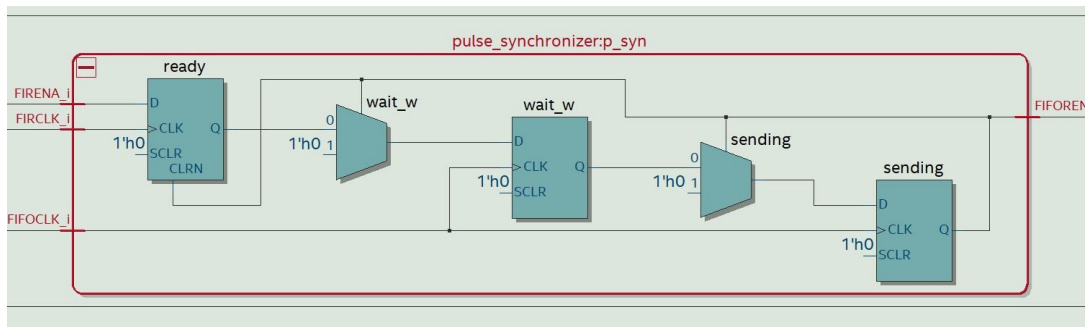 pulse_synchronizer:p_syn
ready
FIRENA_i
D
wait_w
wait_w
FIRCLK_i
CLK
Q
0
1'h0
1
1'h0
SCLR
CLRN
D
CLK
Q
1'h0
SCLR
sending
0
1'h0
1
sending
FIFOREN
FIFOCLK_i
D
CLK
Q
1'h0
SCLR